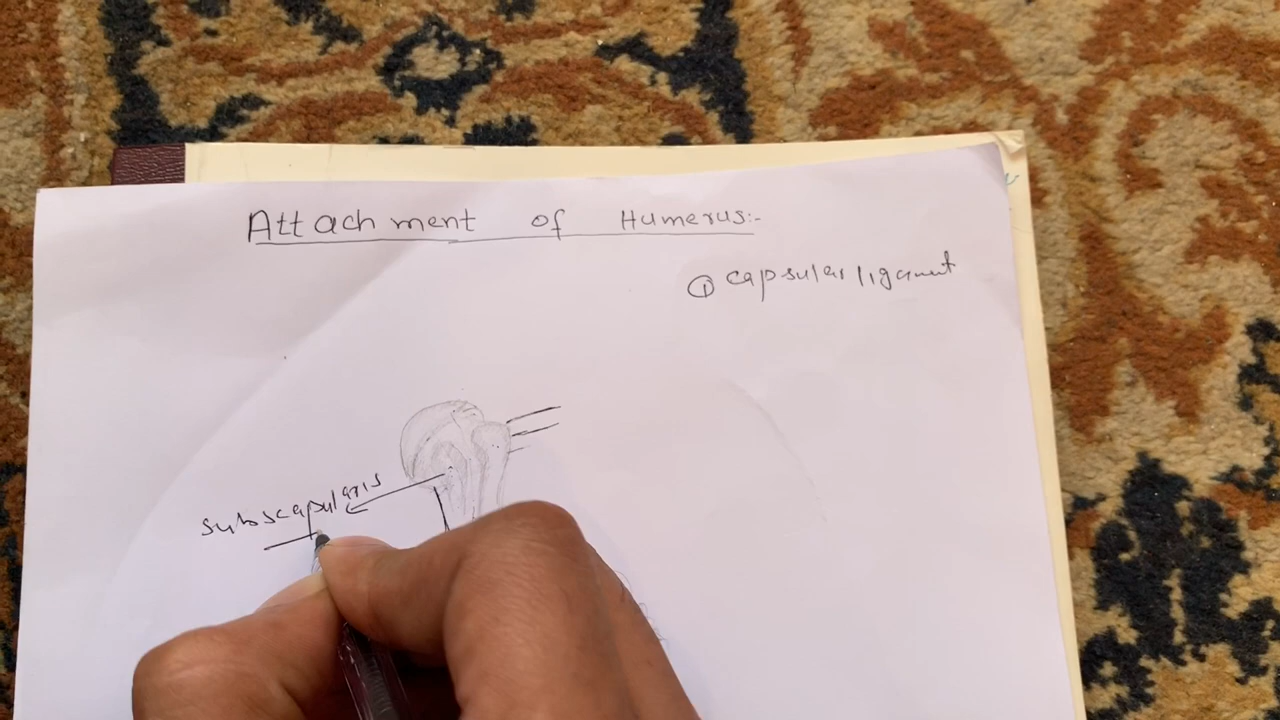 Attachment of Humerus:-
① capsular ligament
subscapularis